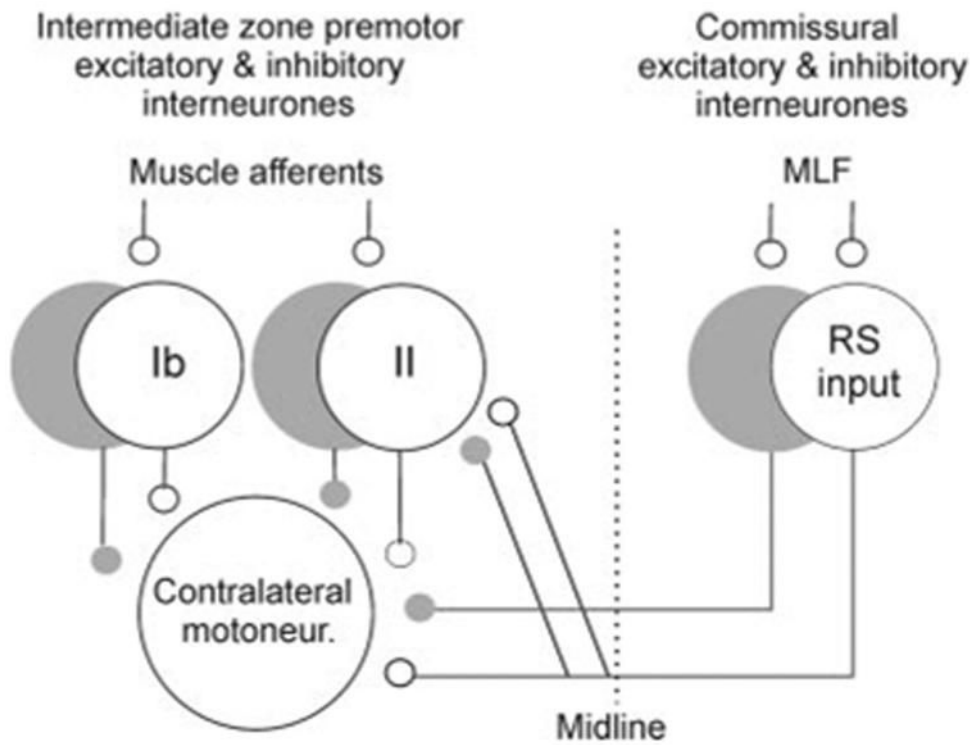 Intermediate zone premotor
excitatory & inhibitory
interneurones
Commissural
excitatory & inhibitory
interneurones
Muscle afferents
MLF
Ib
II
RS
input
Contralateral
motoneur.
Midline